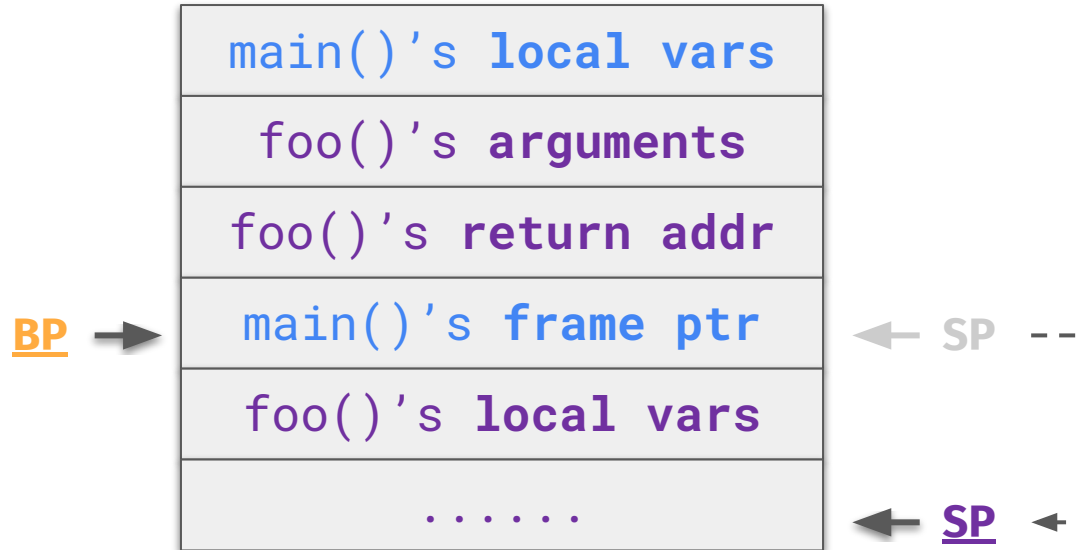 main()’s local vars
foo()’s arguments
foo()’s return addr
BP main()’s frame ptr SP
foo()’s local vars
...... SP